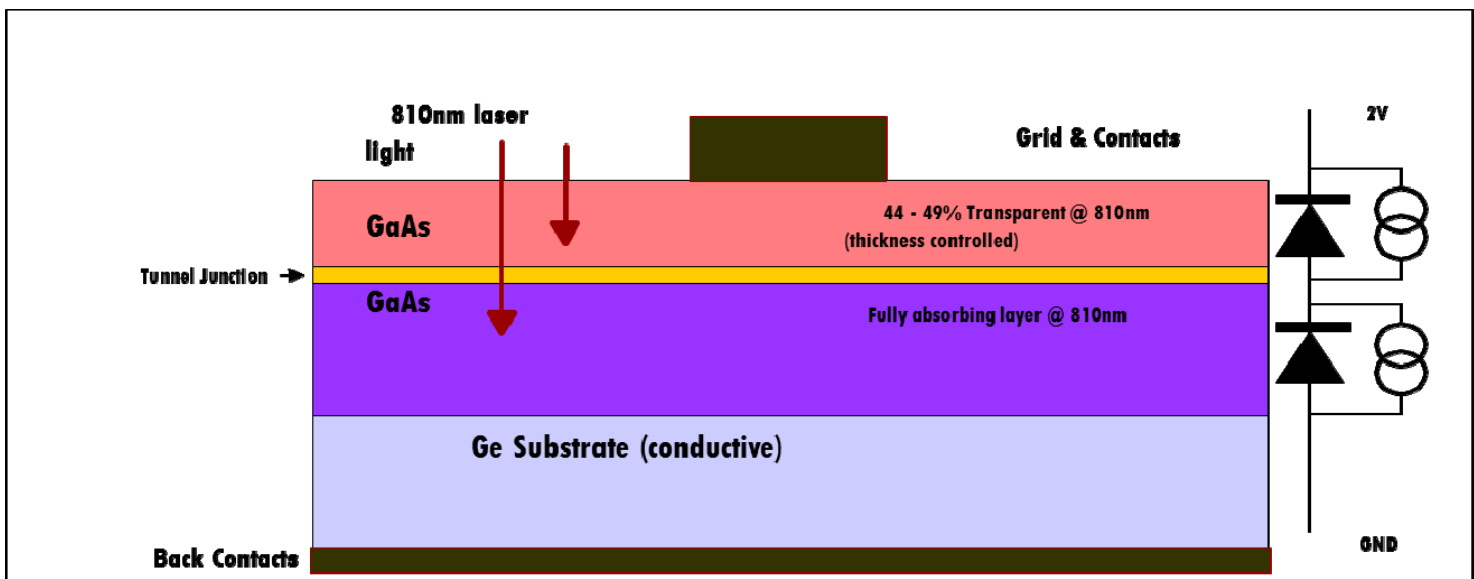 810nm laser
light
Grid & Contacts
2V
GaAs
44 - 49% Transparent @ 810nm
(thickness controlled)
Tunnel Junction
GaAs
Fully absorbing layer @ 810nm
Ge Substrate (conductive)
Back Contacts
GND